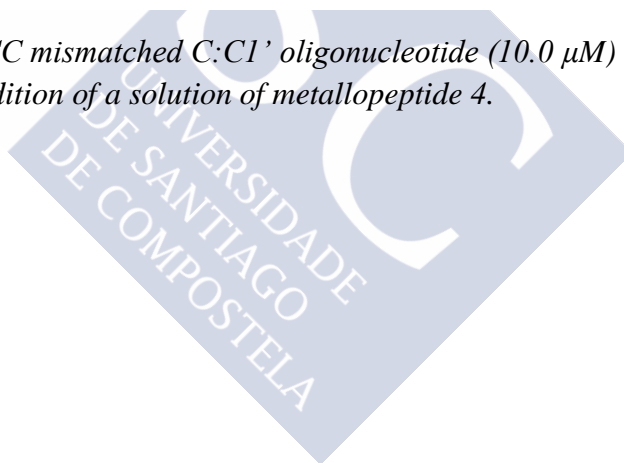 C mismatched C:C1’ oligonucleotide (10.0 μM)
dition of a solution of metallopeptide 4.
UNIVERSIDADE
DE SANTIAGO
DE COMPOSTELA